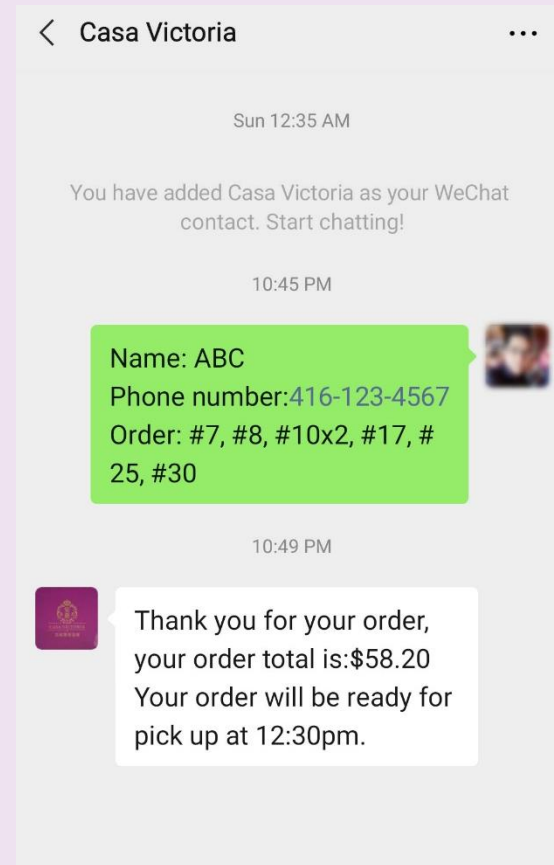 Casa Victoria
Sun 12:35 AM
You have added Casa Victoria as your WeChat
contact. Start chatting!
10:45 PM
Name: ABC
Phone number:416-123-4567
Order: #7, #8, #10x2, #17, #
25, #30
10:49 PM
Thank you for your order,
your order total is:$58.20
Your order will be ready for
pick up at 12:30pm.